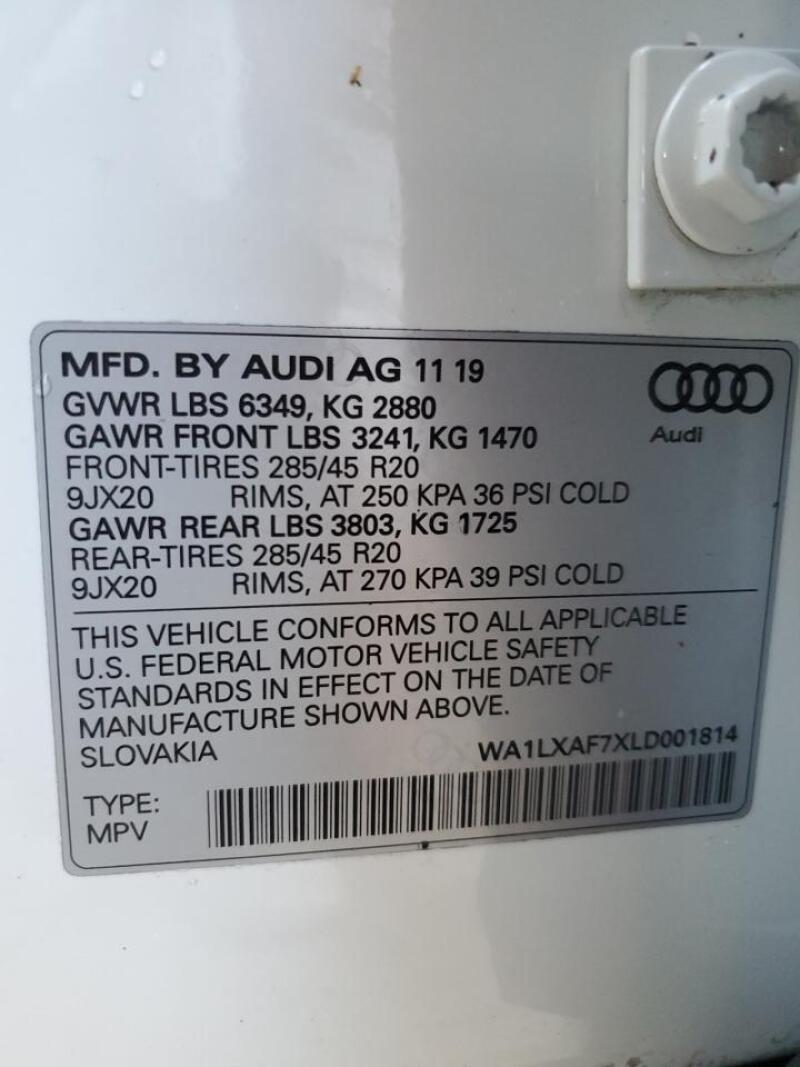 MFD. BY AUDI AG 11 19
GVWR LBS 6349, KG 2880
GAWR FRONT LBS 3241, KG 1470
Audi
FRONT-TIRES 285/45 R20
9JX20 RIMS, AT 250 KPA 36 PSI COLD
GAWR REAR LBS 3803, KG 1725
REAR-TIRES 285/45 R20
9JX20 RIMS, AT 270 KPA 39 PSI COLD
THIS VEHICLE CONFORMS TO ALL APPLICABLE
U.S. FEDERAL MOTOR VEHICLE SAFETY
STANDARDS IN EFFECT ON THE DATE OF
MANUFACTURE SHOWN ABOVE.
SLOVAKIA WA1LXAF7XLD001814
TYPE:
MPV